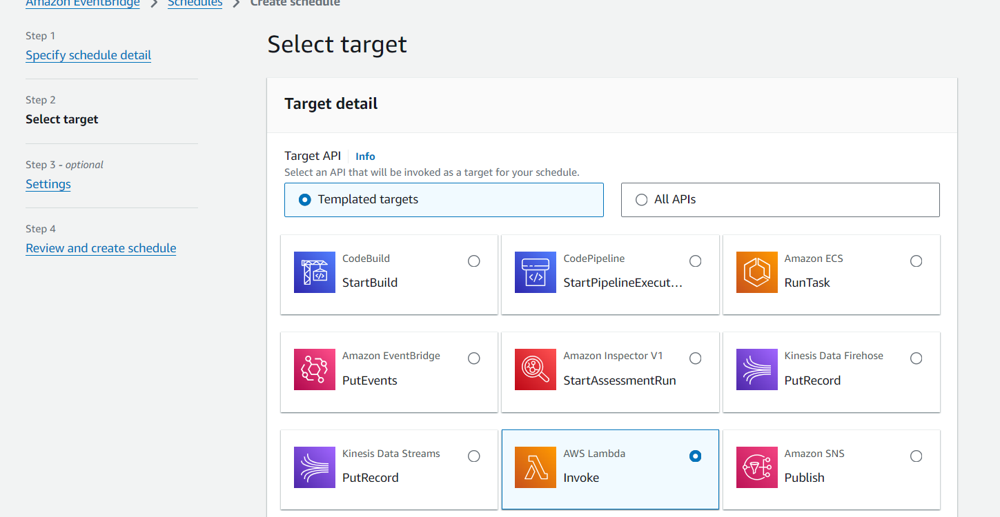 Amazon EventBridge > Schedules > Create schedule
Step 1
Specify schedule detail
Step 2
Select target
Step 3 - optional
Settings
Step 4
Review and create schedule
Select target
Target detail
Target API Info
Select an API that will be invoked as a target for your schedule.
Templated targets
All APIs
CodeBuild
StartBuild
CodePipeline
StartPipelineExecut...
Amazon ECS
RunTask
Amazon EventBridge
PutEvents
Amazon Inspector V1
StartAssessmentRun
Kinesis Data Firehose
PutRecord
Kinesis Data Streams
PutRecord
AWS Lambda
Invoke
Amazon SNS
Publish